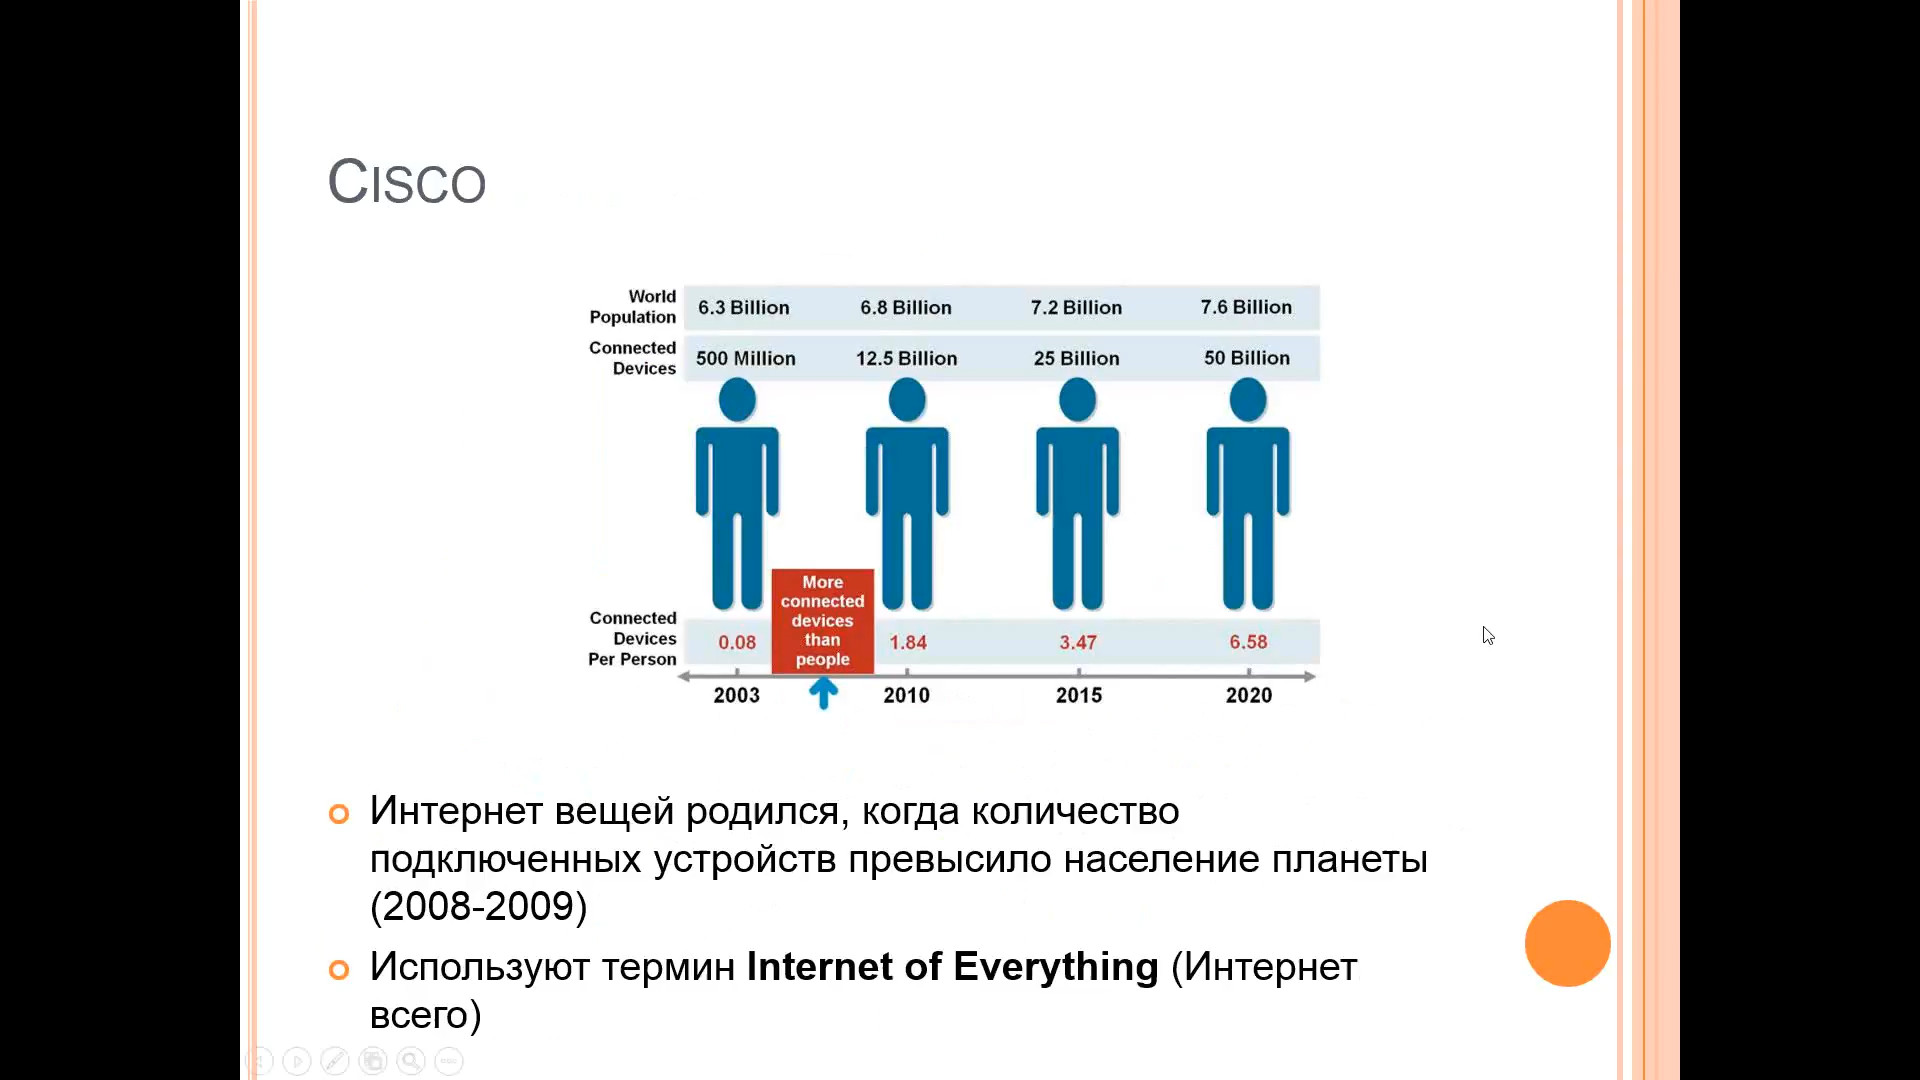 Cisco
World
Population
6.3 Billion 6.8 Billion 7.2 Billion 7.6 Billion
Connected
Devices
500 Million 12.5 Billion 25 Billion 50 Billion
More
connected
devices
than
people
Connected
Devices
Per Person
0.08 1.84 3.47 6.58
2003 2010 2015 2020
Интернет вещей родился, когда количество
подключенных устройств превысило население планеты
(2008-2009)
Используют термин Internet of Everything (Интернет
всего)